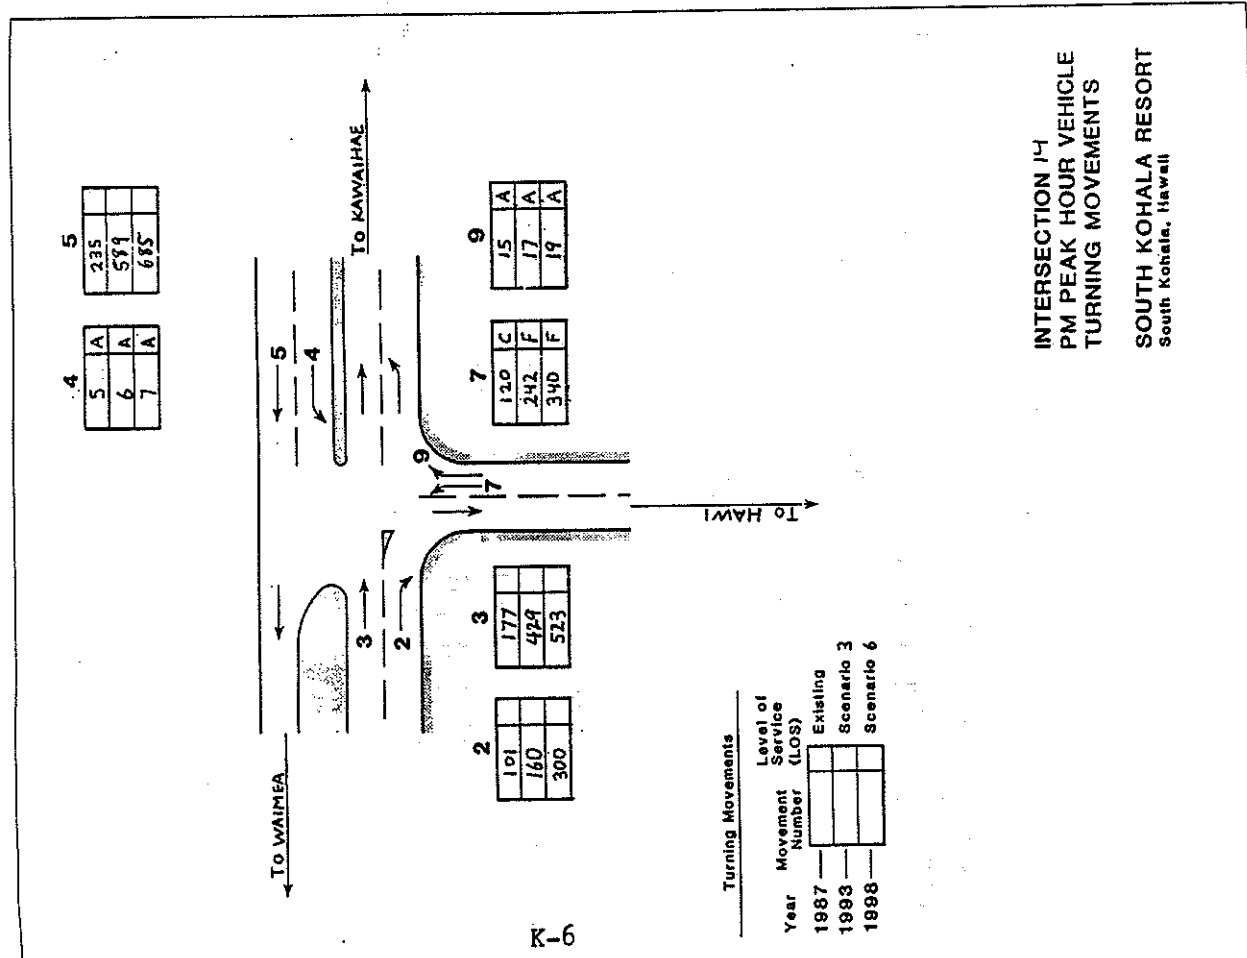 4
5 A
6 A
7 A
5
235
589
685
To KAWAIHAE
5
4
9
7
3
2
To WAIMEA
To HAWI
2
101
160
300
3
177
429
523
7
120 C
242 F
340 F
9
15 A
17 A
19 A
Turning Movements
Year Movement Number Level of Service (LOS)
1987 Existing
1993 Scenario 3
1998 Scenario 6
INTERSECTION 14
PM PEAK HOUR VEHICLE
TURNING MOVEMENTS
SOUTH KOHALA RESORT
South Kohala, Hawaii
K-6